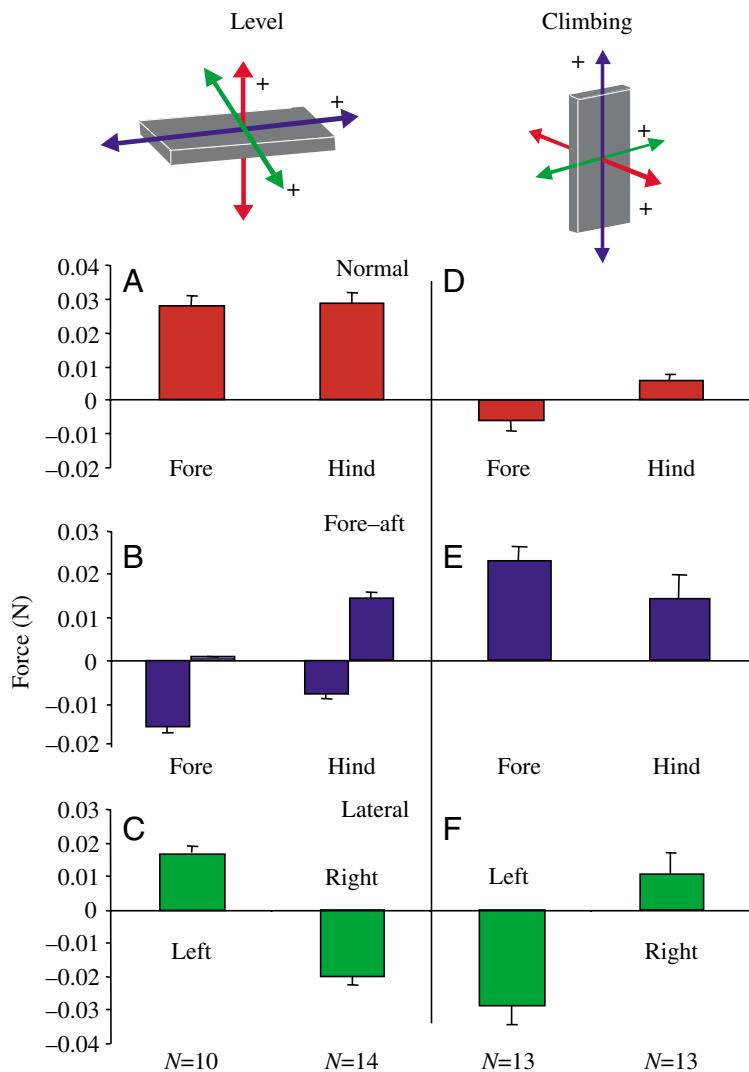 Level
Climbing
+
+
+
+
+
+
A
Normal
D
0.04
0.03
0.02
0.01
0
–0.01
–0.02
Fore
Hind
Fore
Hind
Fore–aft
B
E
0.03
0.02
0.01
0
–0.01
–0.02
Force (N)
Fore
Hind
Fore
Hind
Lateral
C
F
0.03
0.02
0.01
0
–0.01
–0.02
–0.03
–0.04
Right
Left
Left
Right
N=10
N=14
N=13
N=13